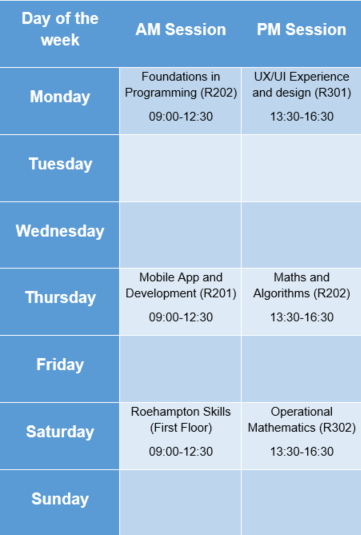 Day of the
week
AM Session
PM Session
Monday
Foundations in
Programming (R202)
09:00-12:30
UX/UI Experience
and design (R301)
13:30-16:30
Tuesday
Wednesday
Thursday
Mobile App and
Development (R201)
09:00-12:30
Maths and
Algorithms (R202)
13:30-16:30
Friday
Saturday
Roehampton Skills
(First Floor)
09:00-12:30
Operational
Mathematics (R302)
13:30-16:30
Sunday